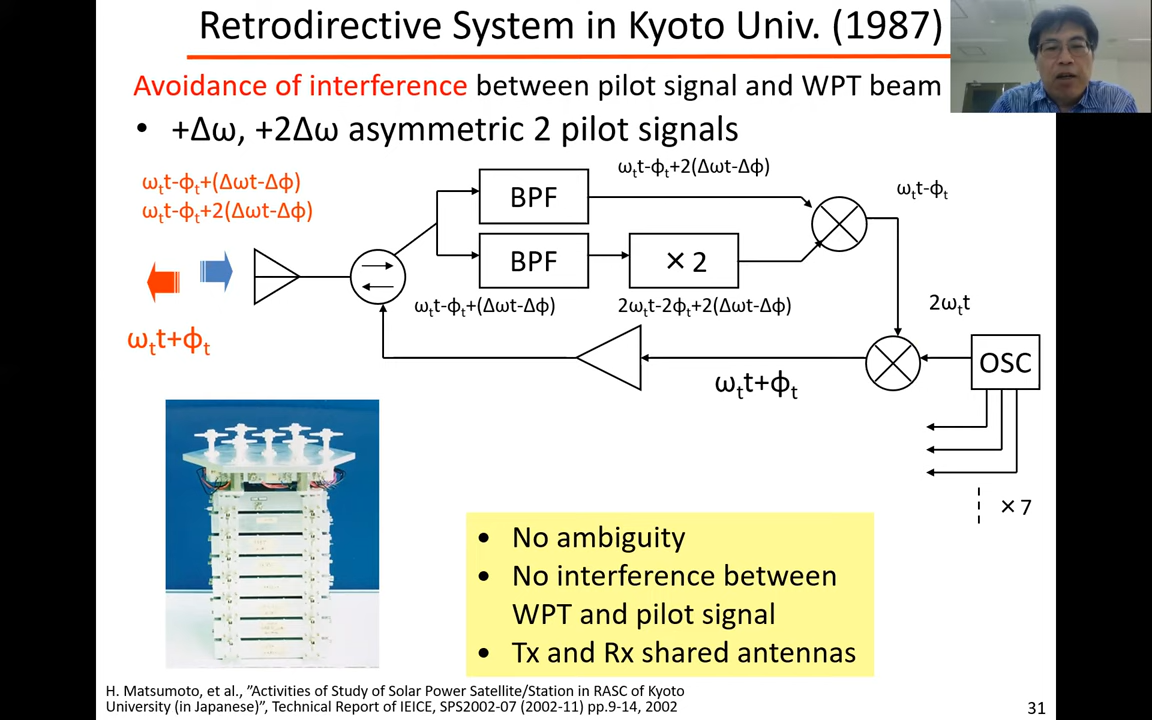 Retrodirective System in Kyoto Univ. (1987)
Avoidance of interference between pilot signal and WPT beam
• +Δω, +2Δω asymmetric 2 pilot signals
ωₜt-ϕₜ+(Δωt-Δϕ)
ωₜt-ϕₜ+2(Δωt-Δϕ)
ωₜt-ϕₜ+2(Δωt-Δϕ)
BPF
ωₜt-ϕₜ
BPF
×2
ωₜt-ϕₜ+(Δωt-Δϕ)
2ωₜt-2ϕₜ+2(Δωt-Δϕ)
2ωₜt
ωₜt+ϕₜ
OSC
ωₜt+ϕₜ
×7
• No ambiguity
• No interference between
WPT and pilot signal
• Tx and Rx shared antennas
H. Matsumoto, et al., ”Activities of Study of Solar Power Satellite/Station in RASC of Kyoto
University (in Japanese)”, Technical Report of IEICE, SPS2002-07 (2002-11) pp.9-14, 2002
31